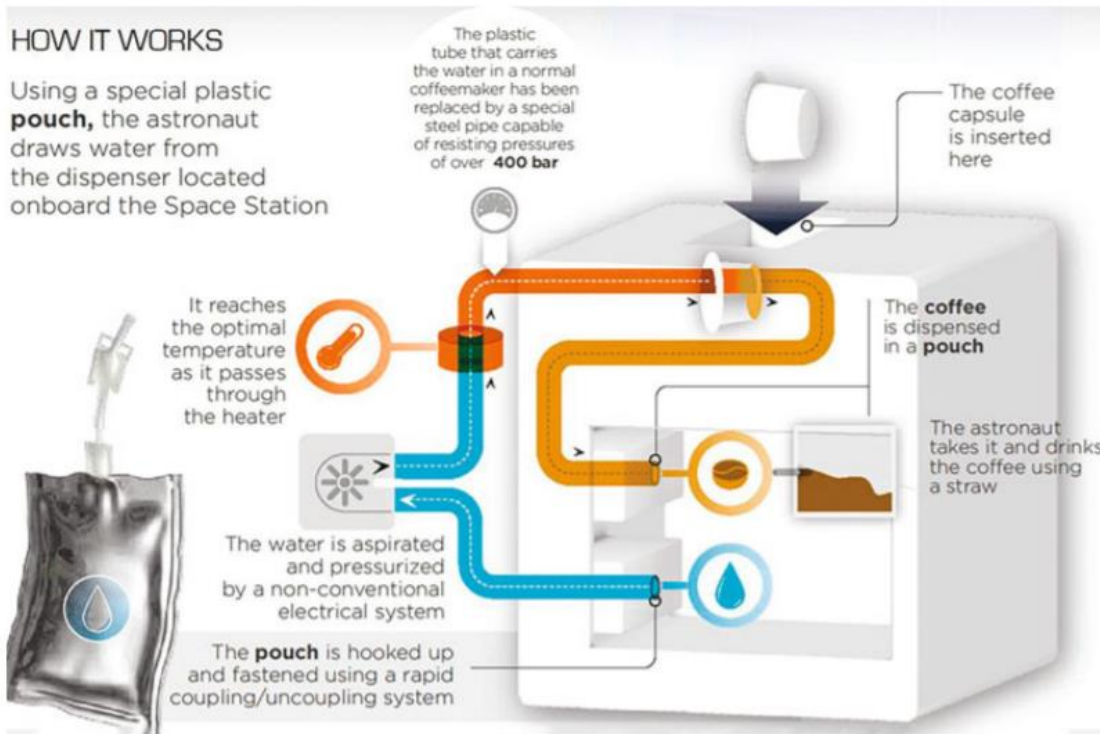 HOW IT WORKS
Using a special plastic
pouch, the astronaut
draws water from
the dispenser located
onboard the Space Station
The plastic
tube that carries
the water in a normal
coffeemaker has been
replaced by a special
steel pipe capable
of resisting pressures
of over 400 bar
The coffee
capsule
is inserted
here
It reaches
the optimal
temperature
as it passes
through
the heater
The coffee
is dispensed
in a pouch
The astronaut
takes it and drinks
the coffee using
a straw
The water is aspirated
and pressurized
by a non-conventional
electrical system
The pouch is hooked up
and fastened using a rapid
coupling/uncoupling system